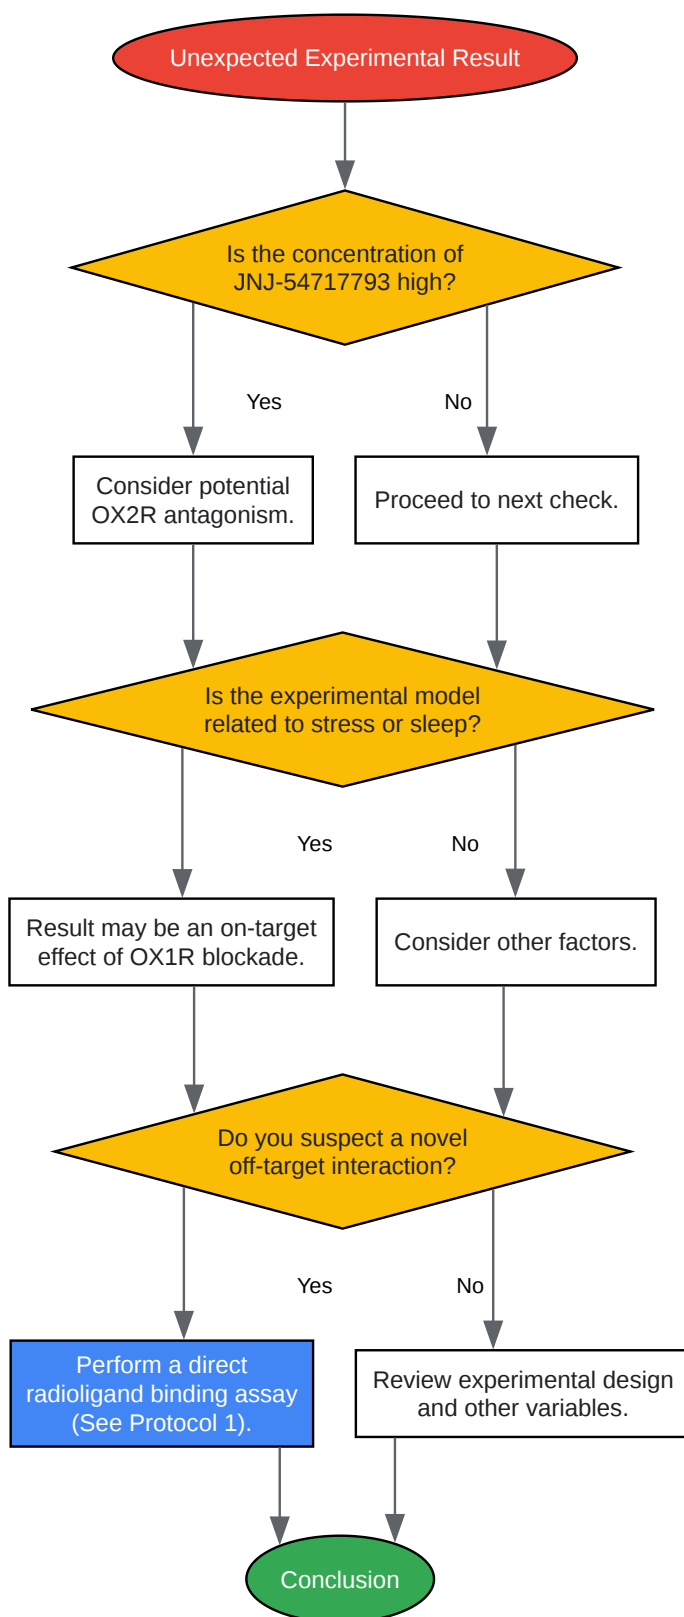 Unexpected Experimental Result
Is the concentration of
JNJ-54717793 high?
Yes
No
Consider potential
OX2R antagonism.
Proceed to next check.
Is the experimental model
related to stress or sleep?
Yes
No
Result may be an on-target
effect of OX1R blockade.
Consider other factors.
Do you suspect a novel
off-target interaction?
Yes
No
Perform a direct
radioligand binding assay
(See Protocol 1).
Review experimental design
and other variables.
Conclusion